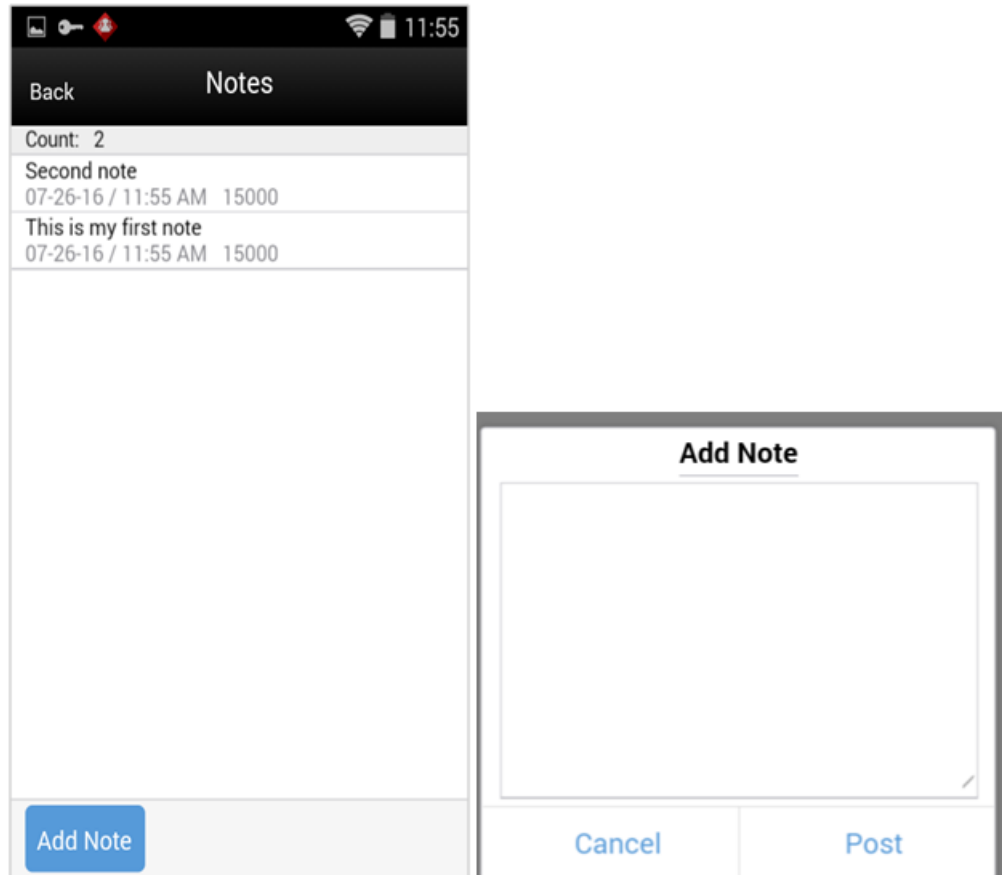 11:55
Back Notes
Count: 2
Second note
07-26-16 / 11:55 AM 15000
This is my first note
07-26-16 / 11:55 AM 15000
Add Note
Add Note
Cancel Post